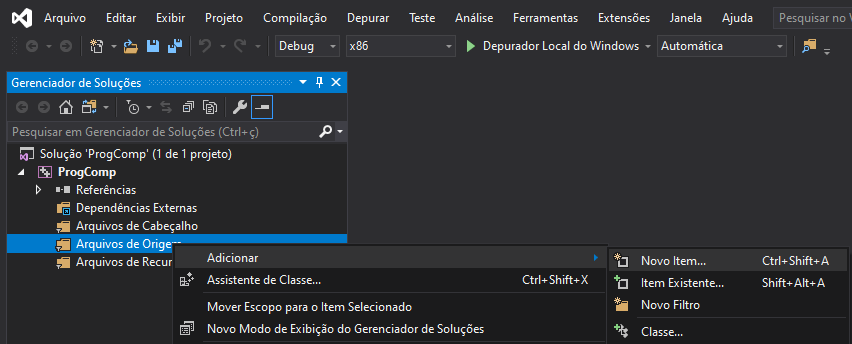 Arquivo Editar Exibir Projeto Compilação Depurar Teste Análise Ferramentas Extensões Janela Ajuda Pesquisar no
Debug x86 Depurador Local do Windows Automática
Gerenciador de Soluções
Pesquisar em Gerenciador de Soluções (Ctrl+ç)
Solução 'ProgComp' (1 de 1 projeto)
ProgComp
Referências
Dependências Externas
Arquivos de Cabeçalho
Arquivos de Origem
Arquivos de Recur
Adicionar
Assistente de Classe... Ctrl+Shift+X
Mover Escopo para o Item Selecionado
Novo Modo de Exibição do Gerenciador de Soluções
Novo Item... Ctrl+Shift+A
Item Existente... Shift+Alt+A
Novo Filtro
Classe...